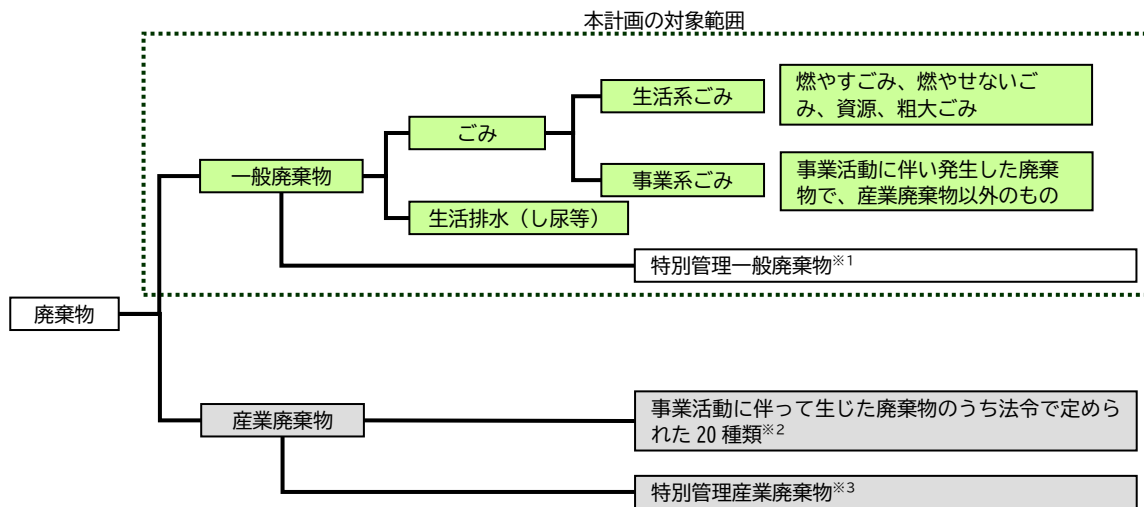 本計画の対象範囲
生活系ごみ
燃やすごみ、燃やせないご
み、資源、粗大ごみ
ごみ
一般廃棄物
事業系ごみ
事業活動に伴い発生した廃棄
物で、産業廃棄物以外のもの
生活排水（し尿等）
特別管理一般廃棄物※1
廃棄物
産業廃棄物
事業活動に伴って生じた廃棄物のうち法令で定めら
れた 20 種類※2
特別管理産業廃棄物※3